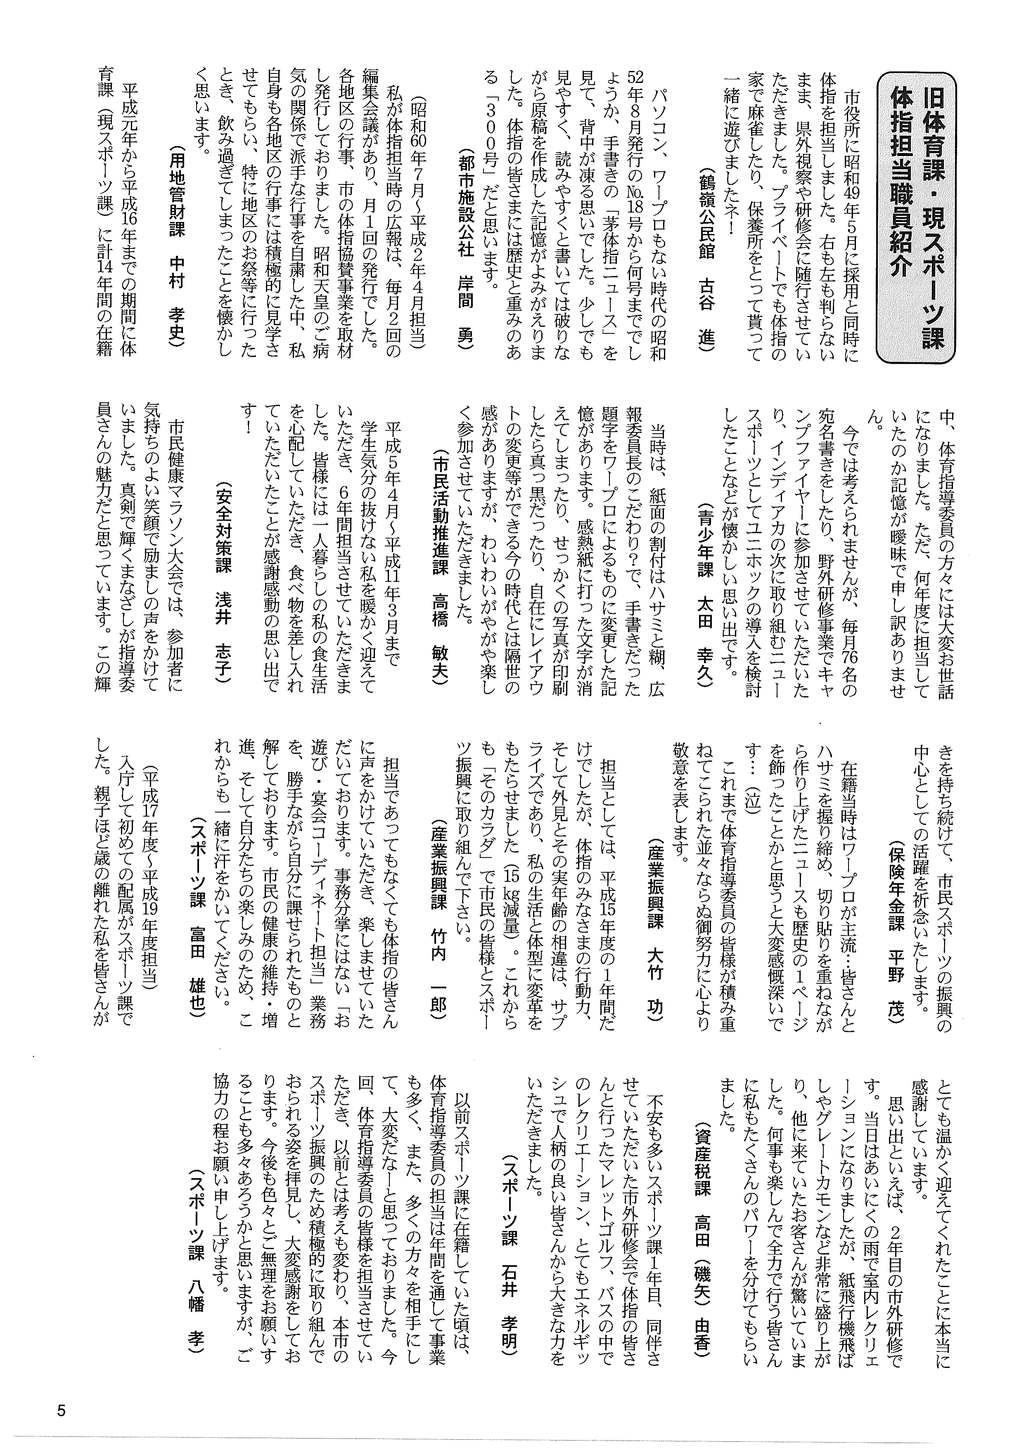 旧体育課・現スポーツ課
体指担当職員紹介
市役所に昭和49年5月に採用と同時に
体指を担当しました。右も左も判らない
まま、県外視察や研修会に随行させてい
ただきました。プライベートでも体指の
家で麻雀したり、保養所をとって貰って
一緒に遊びましたネ！
（鶴嶺公民館　古谷　進）
パソコン、ワープロもない時代の昭和
52年8月発行の№18号から何号まででし
ょうか、手書きの「茅体指ニュース」を
見て、背中が凍る思いでした。少しでも
見やすく、読みやすくと書いては破りな
がら原稿を作成した記憶がよみがえりま
した。体指の皆さまには歴史と重みのあ
る「300号」だと思います。
（都市施設公社　岸間　勇）
（昭和60年7月～平成2年4月担当）
私が体指担当時の広報は、毎月2回の
編集会議があり、月1回の発行でした。
各地区の行事、市の体指協賛事業を取材
し発行しておりました。昭和天皇のご病
気の関係で派手な行事を自粛した中、私
自身も各地区の行事には積極的に見学さ
せてもらい、特に地区のお祭等に行った
とき、飲み過ぎてしまったことを懐かし
く思います。
（用地管財課　中村　孝史）
平成元年から平成16年までの期間に体
育課（現スポーツ課）に計14年間の在籍
中、体育指導委員の方々には大変お世話
になりました。ただ、何年度に担当して
いたのか記憶が曖昧で申し訳ありませ
ん。
今では考えられませんが、毎月76名の
宛名書きをしたり、野外研修事業でキャ
ンプファイヤーに参加させていただいた
り、インディアカの次に取り組むニュー
スポーツとしてユニホックの導入を検討
したことなどが懐かしい思い出です。
（青少年課　太田　幸久）
当時は、紙面の割付はハサミと糊、広
報委員長のこだわり？で、手書きだった
題字をワープロによるものに変更した記
憶があります。感熱紙に打った文字が消
えてしまったり、せっかくの写真が印刷
したら真っ黒だったり、自在にレイアウ
トの変更等ができる今の時代とは隔世の
感がありますが、わいわいがやがや楽し
く参加させていただきました。
（市民活動推進課　高橋　敏夫）
平成5年4月～平成11年3月まで
学生気分の抜けない私を暖かく迎えて
いただき、6年間担当させていただきま
した。皆様には一人暮らしの私の食生活
を心配していただき、食べ物を差し入れ
ていただいたことが感謝感動の思い出で
す！
（安全対策課　浅井　志子）
市民健康マラソン大会では、参加者に
気持ちのよい笑顔で励ましの声をかけて
いました。真剣で輝くまなざしが指導委
員さんの魅力だと思っています。この輝
きを持ち続けて、市民スポーツの振興の
中心としての活躍を祈念いたします。
（保険年金課　平野　茂）
在籍当時はワープロが主流…皆さんと
ハサミを握り締め、切り貼りを重ねなが
ら作り上げたニュースも歴史の1ページ
を飾ったことかと思うと大変感慨深いで
す…（泣）
これまで体育指導委員の皆様が積み重
ねてこられた並々ならぬ御努力に心より
敬意を表します。
（産業振興課　大竹　功）
担当としては、平成15年度の1年間だ
けでしたが、体指のみなさまの行動力、
そして外見とその実年齢の相違は、サプ
ライズであり、私の生活と体型に変革を
もたらせました（15㎏減量）。これから
も「そのカラダ」で市民の皆様とスポー
ツ振興に取り組んで下さい。
（産業振興課　竹内　一郎）
担当であってもなくても体指の皆さん
に声をかけていただき、楽しませていた
だいております。事務分掌にはない「お
遊び・宴会コーディネート担当」業務
を、勝手ながら自分に課せられたものと
解しております。市民の健康の維持・増
進、そして自分たちの楽しみのため、こ
れからも一緒に汗をかいてください。
（スポーツ課　富田　雄也）
（平成17年度～平成19年度担当）
入庁して初めての配属がスポーツ課で
した。親子ほど歳の離れた私を皆さんが
とても温かく迎えてくれたことに本当に
感謝しています。
思い出といえば、2年目の市外研修で
す。当日はあいにくの雨で室内レクリェ
ーションになりましたが、紙飛行機飛ば
しやグレートカモンなど非常に盛り上が
り、他に来ていたお客さんが驚いていま
した。何事も楽しんで全力で行う皆さん
に私もたくさんのパワーを分けてもらい
ました。
（資産税課　高田（磯矢）由香）
不安も多いスポーツ課1年目、同伴さ
せていただいた市外研修会で体指の皆さ
んと行ったマレットゴルフ、バスの中で
のレクリエーション、とてもエネルギッ
シュで人柄の良い皆さんから大きな力を
いただきました。
（スポーツ課　石井　孝明）
以前スポーツ課に在籍していた頃は、
体育指導委員の担当は年間を通して事業
も多く、また、多くの方々を相手にし
て、大変だなーと思っておりました。今
回、体育指導委員の皆様を担当させてい
ただき、以前とは考えも変わり、本市の
スポーツ振興のため積極的に取り組んで
おられる姿を拝見し、大変感謝をしてお
ります。今後も色々とご無理をお願いす
ることも多々あろうかと思いますが、ご
協力の程お願い申し上げます。
（スポーツ課　八幡　孝）
5